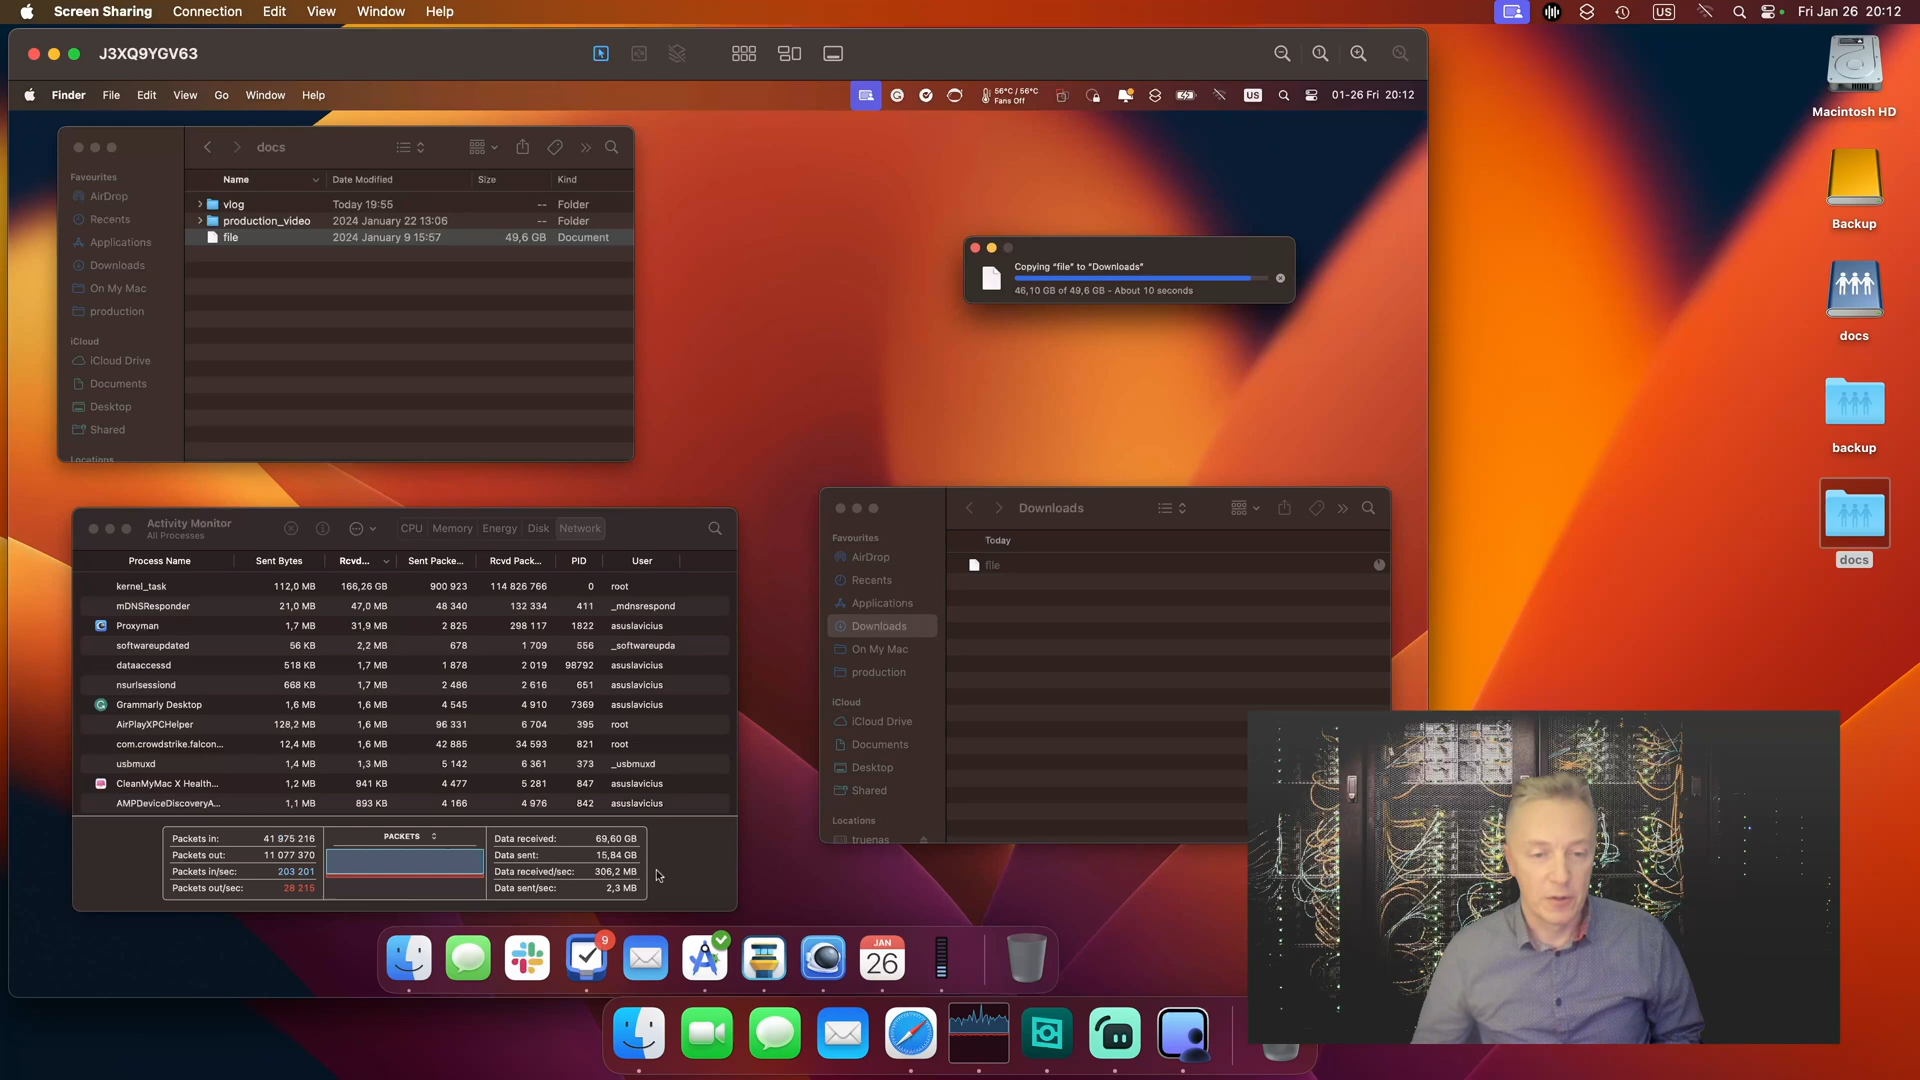 Screen Sharing Connection Edit View Window Help
US Fri Jan 26 20:12
J3XQ9YGV63
Finder File Edit View Go Window Help
56°C / 56°C
Fans Off
US 01-26 Fri 20:12
docs
Name Date Modified Size Kind
vlog Today 19:55 -- Folder
production_video 2024 January 22 13:06 -- Folder
file 2024 January 9 15:57 49,6 GB Document
Favourites
AirDrop
Recents
Applications
Downloads
On My Mac
production
iCloud
iCloud Drive
Documents
Desktop
Shared
Locations
Copying “file” to “Downloads”
46,10 GB of 49,6 GB - About 10 seconds
Activity Monitor
All Processes
CPU Memory Energy Disk Network
Process Name Sent Bytes Rcvd... Sent Packe... Rcvd Pack... PID User
kernel_task 112,0 MB 166,26 GB 900 923 114 826 766 0 root
mDNSResponder 21,0 MB 47,0 MB 48 340 132 334 411 _mdnsrespond
Proxyman 1,7 MB 31,9 MB 2 825 298 117 1822 asuslavicius
softwareupdated 56 KB 2,2 MB 678 1 709 556 _softwareupda
dataaccessd 518 KB 1,7 MB 1 878 2 019 98792 asuslavicius
nsurlsessiond 668 KB 1,7 MB 2 486 2 616 651 asuslavicius
Grammarly Desktop 1,6 MB 1,6 MB 4 545 4 910 7369 asuslavicius
AirPlayXPCHelper 128,2 MB 1,6 MB 96 331 6 704 395 root
com.crowdstrike.falcon... 12,4 MB 1,6 MB 42 885 34 593 821 root
usbmuxd 1,4 MB 1,3 MB 5 142 6 361 373 _usbmuxd
CleanMyMac X Health... 1,2 MB 941 KB 4 477 5 281 847 asuslavicius
AMPDeviceDiscoveryA... 1,1 MB 893 KB 4 166 4 976 842 asuslavicius
Packets in: 41 975 216
Packets out: 11 077 370
Packets in/sec: 203 201
Packets out/sec: 28 215
PACKETS
Data received: 69,60 GB
Data sent: 15,84 GB
Data received/sec: 306,2 MB
Data sent/sec: 2,3 MB
Downloads
Today
file
Favourites
AirDrop
Recents
Applications
Downloads
On My Mac
production
iCloud
iCloud Drive
Documents
Desktop
Shared
Locations
truenas
9
JAN
26
Macintosh HD
Backup
docs
backup
docs